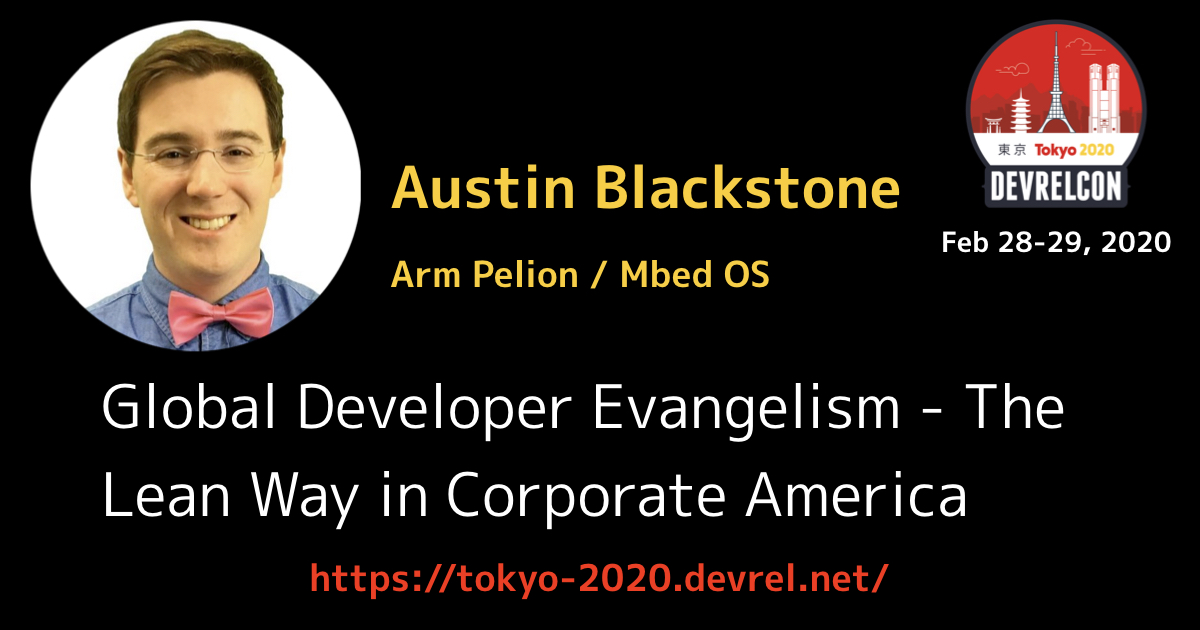 Austin Blackstone
Arm Pelion / Mbed OS
東京 Tokyo 2020
DEVRELCON
Feb 28-29, 2020
Global Developer Evangelism - The
Lean Way in Corporate America
https://tokyo-2020.devrel.net/